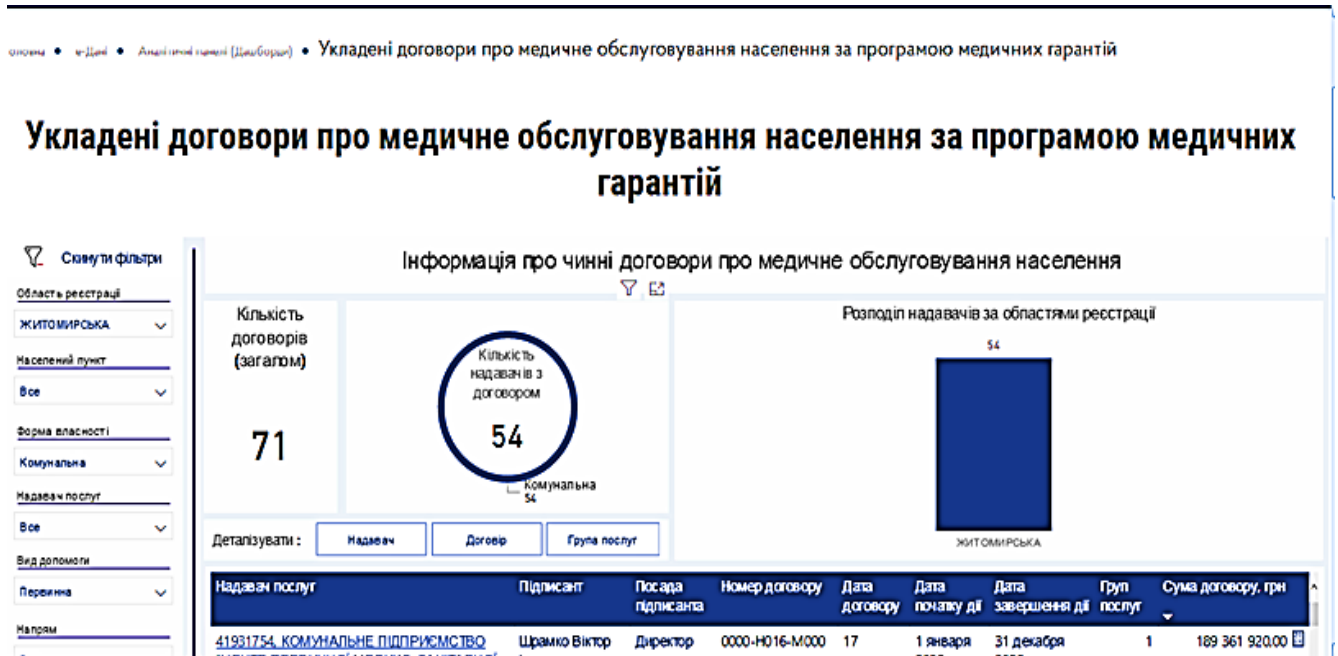 е-Дані • Аналітичні панелі (Дашборди) • Укладені договори про медичне обслуговування населення за програмою медичних гарантій
Укладені договори про медичне обслуговування населення за програмою медичних
гарантій
Скинути фільтри
Область реєстрації
ЖИТОМИРСЬКА
Населений пункт
Все
Форма власності
Комунальна
Надавач послуг
Все
Вид допомоги
Первинна
Напрям
Інформація про чинні договори про медичне обслуговування населення
Кількість
договорів
(загалом)
71
Кількість
надавачів з
договором
54
Комунальна
54
Розподіл надавачів за областями реєстрації
54
ЖИТОМИРСЬКА
Деталізувати :
Надавач
Договір
Група послуг
Надавач послуг Підписант Посада підписанта Номер договору Дата договору Дата початку дії Дата завершення дії Груп послуг Сума договору, грн
41931754, КОМУНАЛЬНЕ ПІДПРИЄМСТВО Шрамко Віктор Директор 0000-Н016-М000 17 1 января 31 декабря 1 189 361 920,00